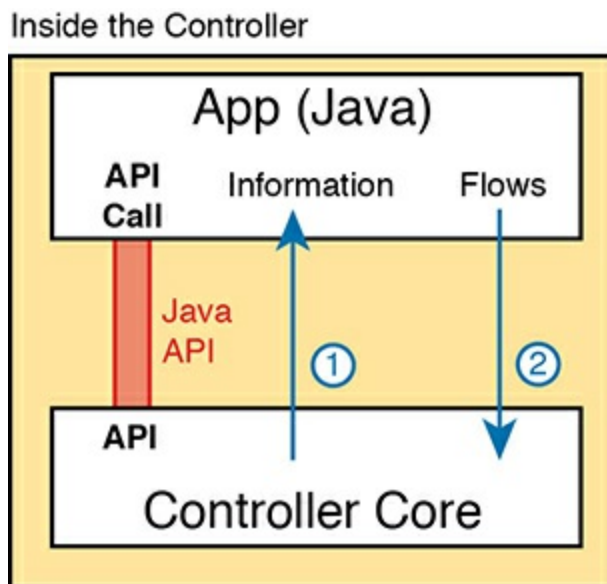 Inside the Controller
App (Java)
API
Call
Information
Flows
Java
API
1
2
API
Controller Core